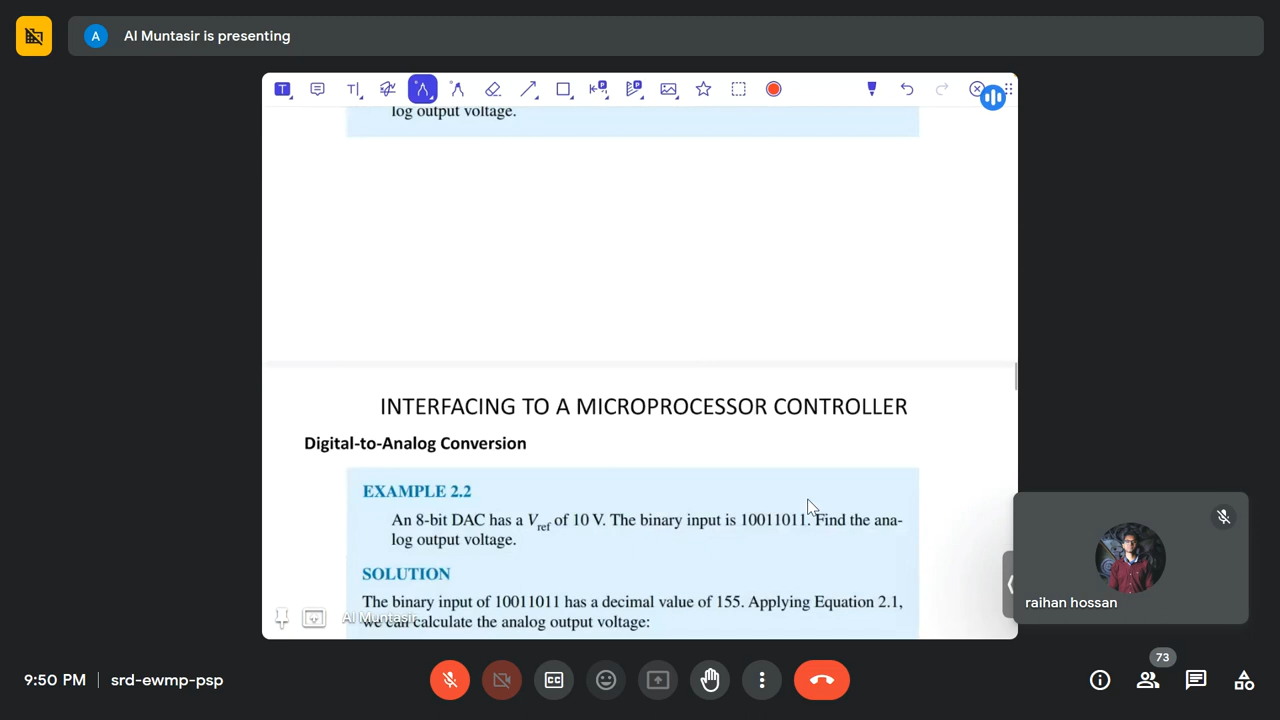 A
Al Muntasir is presenting
log output voltage.
INTERFACING TO A MICROPROCESSOR CONTROLLER
Digital-to-Analog Conversion
EXAMPLE 2.2
An 8-bit DAC has a Vref of 10 V. The binary input is 10011011. Find the ana-
log output voltage.
SOLUTION
The binary input of 10011011 has a decimal value of 155. Applying Equation 2.1,
we can calculate the analog output voltage:
Al Muntasir
raihan hossan
9:50 PM | srd-ewmp-psp
73